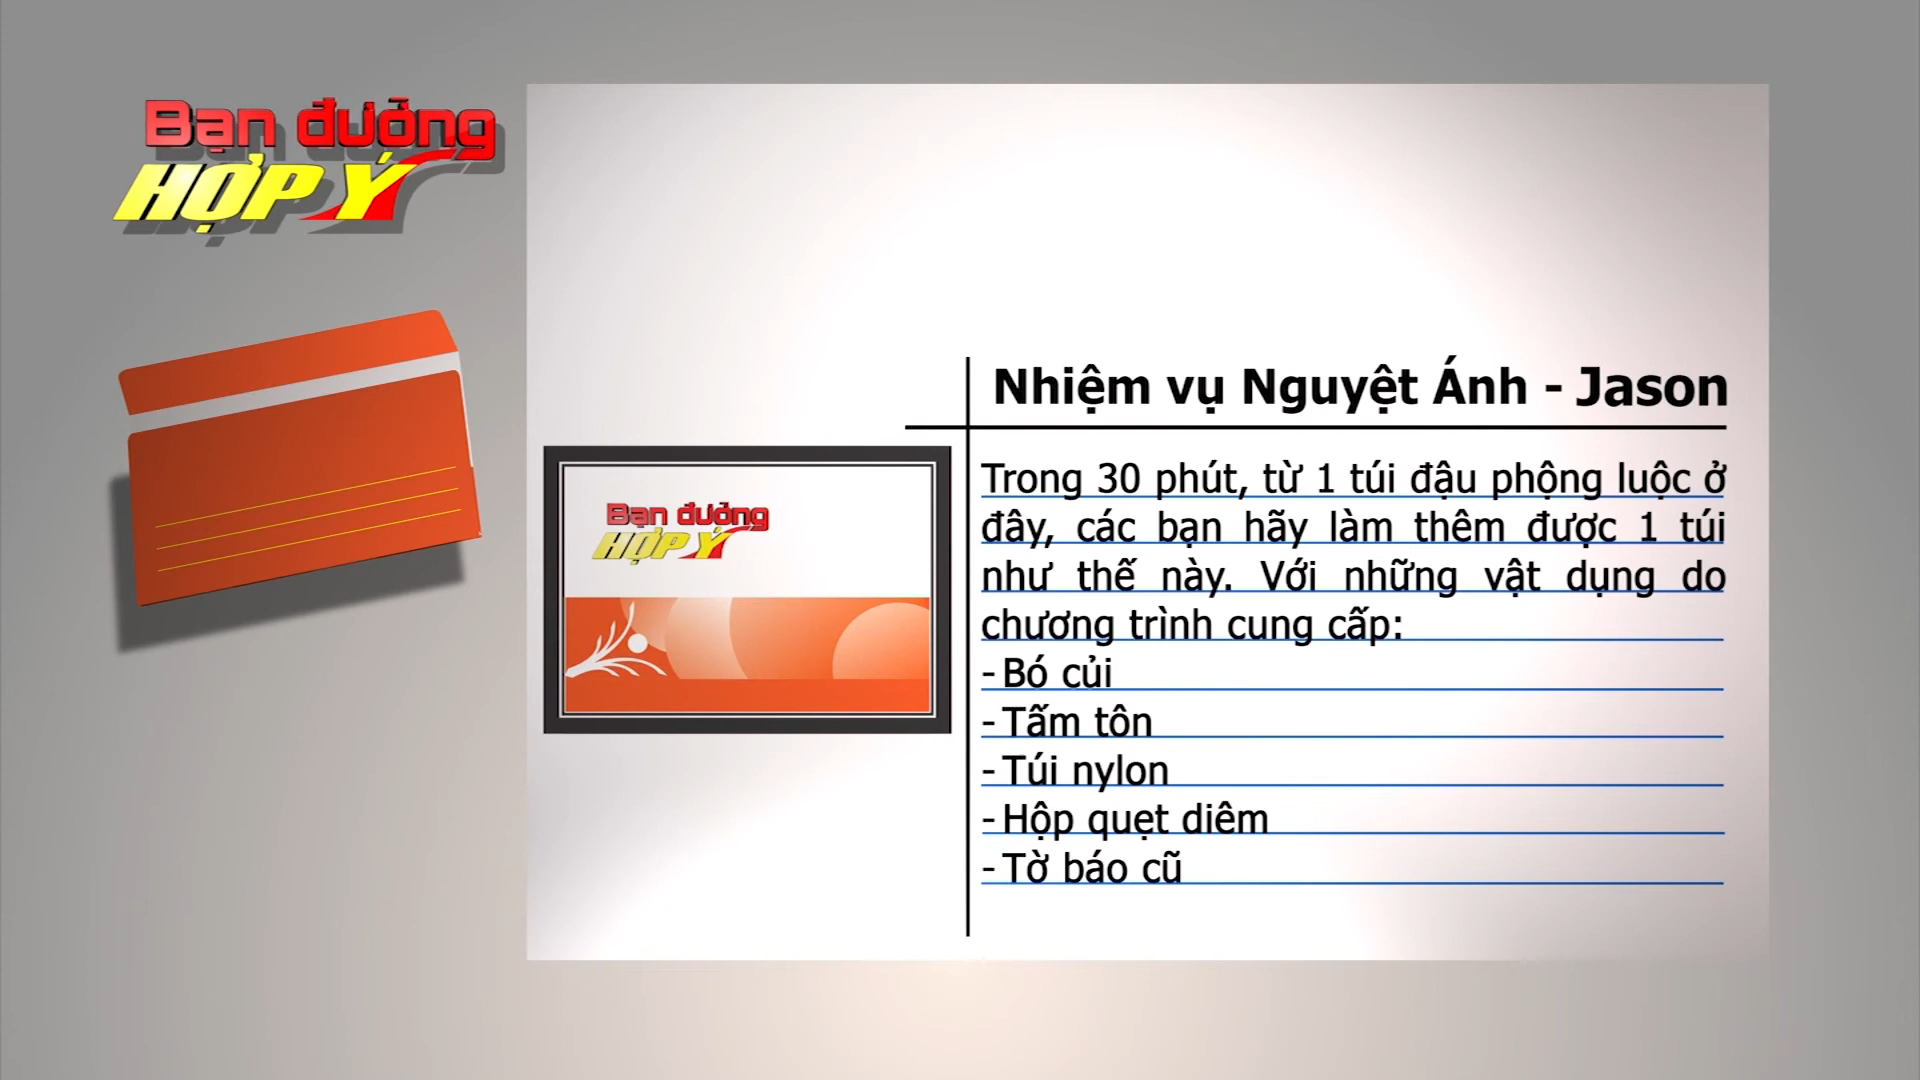 Bạn đường
HỢP Ý
Nhiệm vụ Nguyệt Ánh - Jason
Bạn đường
HỢP Ý
Trong 30 phút, từ 1 túi đậu phộng luộc ở
đây, các bạn hãy làm thêm được 1 túi
như thế này. Với những vật dụng do
chương trình cung cấp:
- Bó củi
- Tấm tôn
- Túi nylon
- Hộp quẹt diêm
- Tờ báo cũ